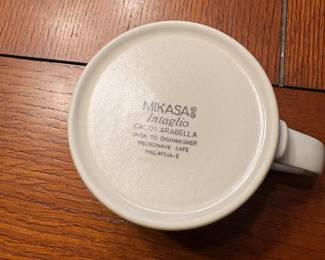 MIKASA®
Intaglio
CAC01 ARABELLA
OVEN TO DISHWASHER
MICROWAVE SAFE
MALAYSIA-E